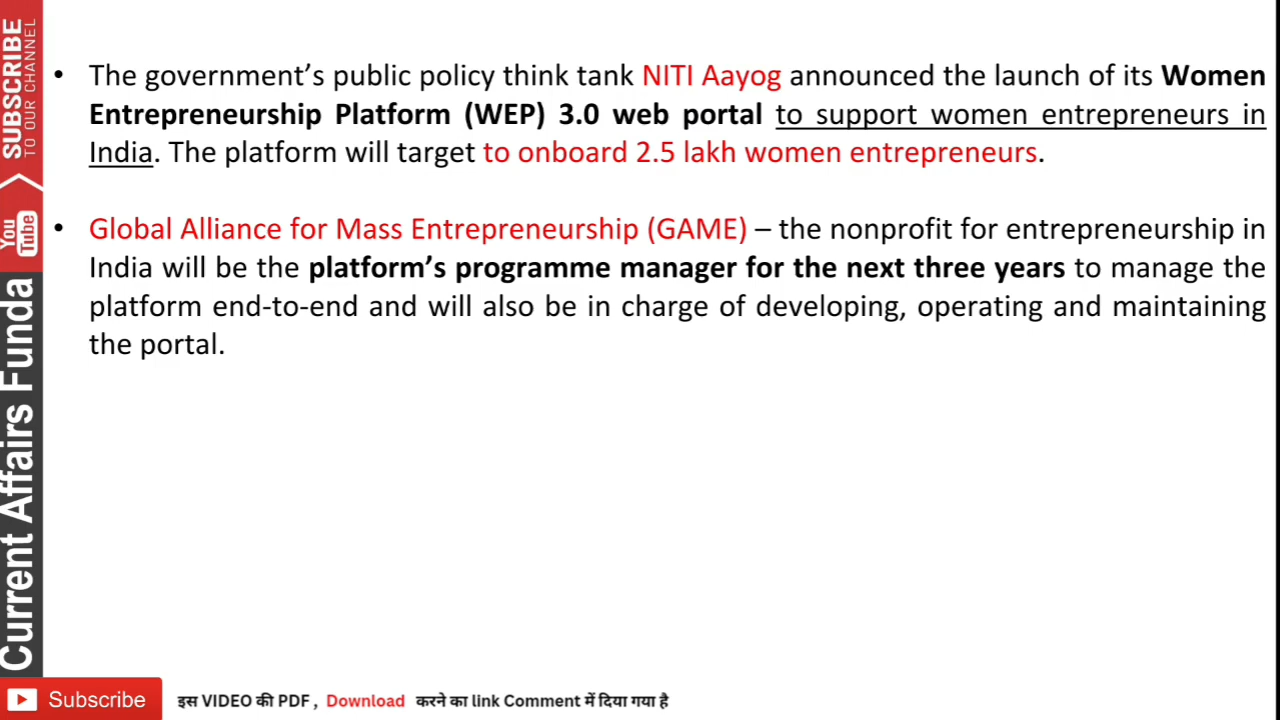 SUBSCRIBE
TO OUR CHANNEL
You
Tube
Current Affairs Funda
• The government’s public policy think tank NITI Aayog announced the launch of its Women
Entrepreneurship Platform (WEP) 3.0 web portal to support women entrepreneurs in
India. The platform will target to onboard 2.5 lakh women entrepreneurs.
• Global Alliance for Mass Entrepreneurship (GAME) – the nonprofit for entrepreneurship in
India will be the platform’s programme manager for the next three years to manage the
platform end-to-end and will also be in charge of developing, operating and maintaining
the portal.
Subscribe
इस VIDEO की PDF , Download करने का link Comment में दिया गया है